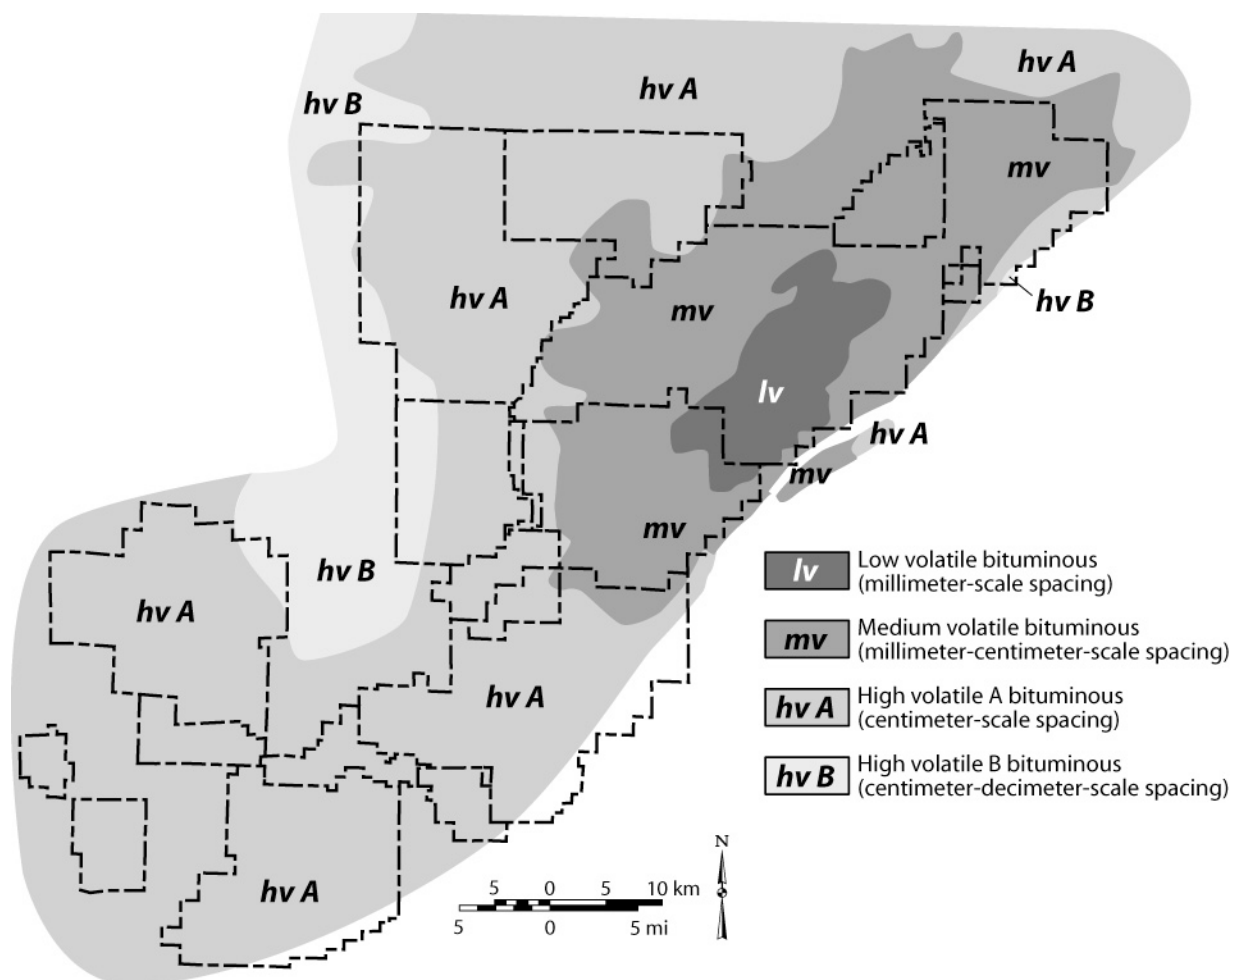 hv A
hv A
hv B
mv
hv A
mv
hv B
lv
hv A
mv
mv
hv B
hv A
hv A
hv A
lv Low volatile bituminous
(millimeter-scale spacing)
mv Medium volatile bituminous
(millimeter-centimeter-scale spacing)
hv A High volatile A bituminous
(centimeter-scale spacing)
hv B High volatile B bituminous
(centimeter-decimeter-scale spacing)
N
5 0 5 10 km
5 0 5 mi